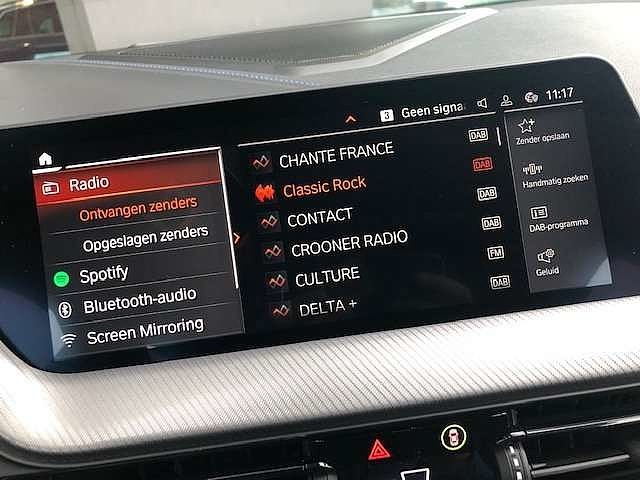 3 Geen signa 11:17
Radio
Ontvangen zenders
Opgeslagen zenders
Spotify
Bluetooth-audio
Screen Mirroring
CHANTE FRANCE DAB
Classic Rock DAB
CONTACT DAB
CROONER RADIO DAB
CULTURE FM
DELTA + DAB
Zender opslaan
Handmatig zoeken
DAB-programma
Geluid